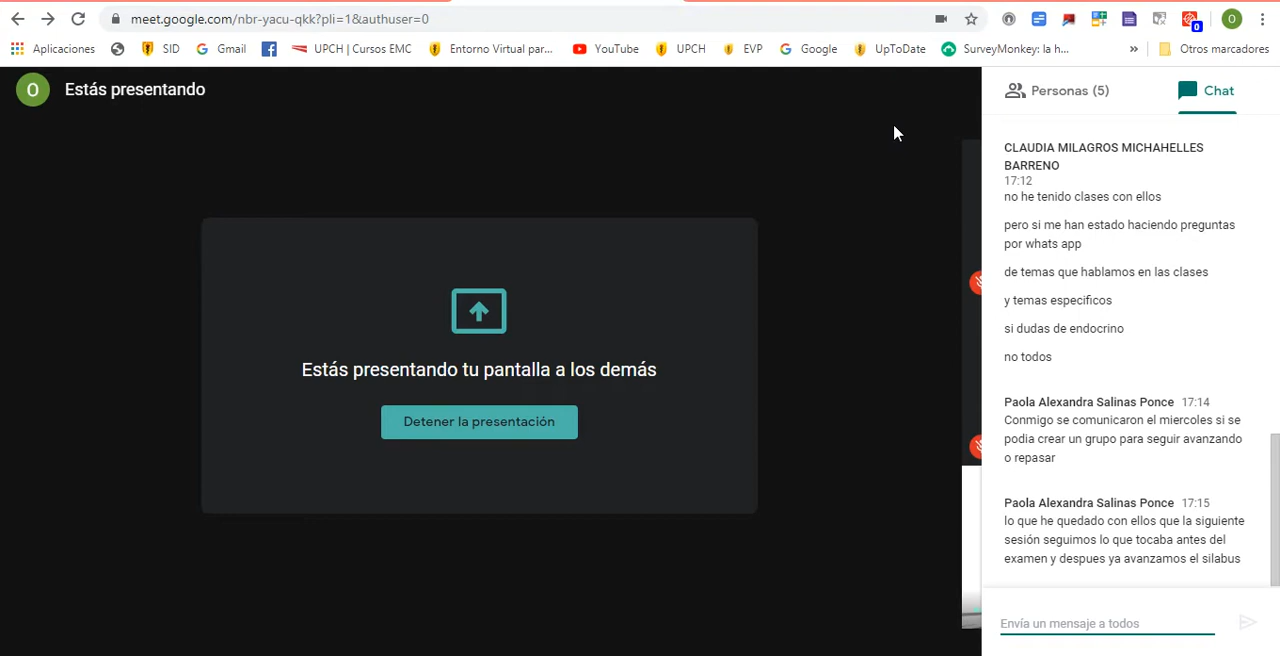 meet.google.com/nbr-yacu-qkk?pli=1&authuser=0
O
0
Aplicaciones
SID
Gmail
UPCH | Cursos EMC
Entorno Virtual par...
YouTube
UPCH
EVP
Google
UpToDate
SurveyMonkey: la h...
»
Otros marcadores
O
Estás presentando
Estás presentando tu pantalla a los demás
Detener la presentación
Personas (5)
Chat
CLAUDIA MILAGROS MICHAHELLES
BARRENO
17:12
no he tenido clases con ellos
pero si me han estado haciendo preguntas
por whats app
de temas que hablamos en las clases
y temas especificos
si dudas de endocrino
no todos
Paola Alexandra Salinas Ponce 17:14
Conmigo se comunicaron el miercoles si se
podia crear un grupo para seguir avanzando
o repasar
Paola Alexandra Salinas Ponce 17:15
lo que he quedado con ellos que la siguiente
sesión seguimos lo que tocaba antes del
examen y despues ya avanzamos el silabus
Envía un mensaje a todos